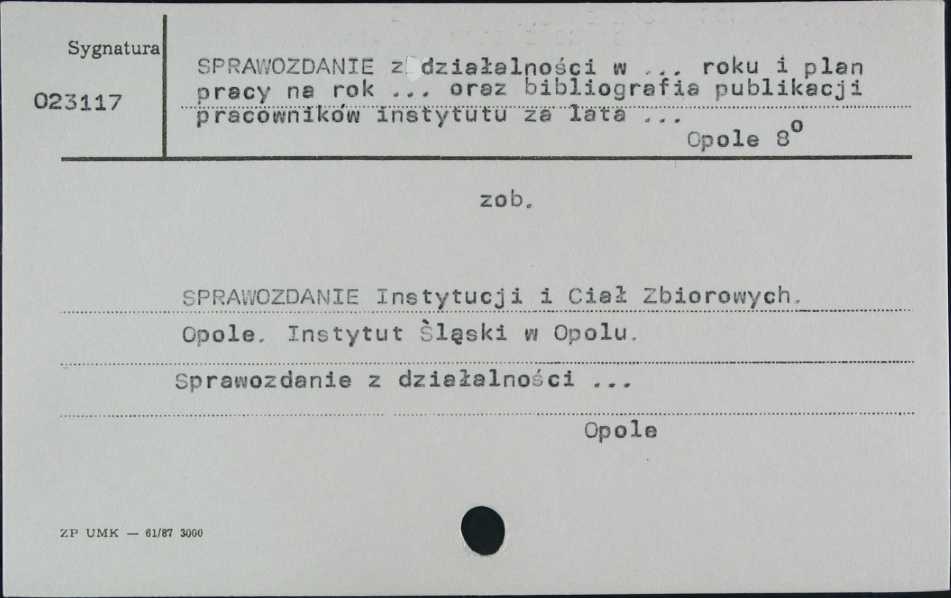 Sygnatura
023117
SPRAWOZDANIE z działalności w ... roku i plan
pracy na rok ... oraz bibliografia publikacji
pracowników instytutu za lata ...
Opole 8º
zob.
SPRAWOZDANIE Instytucji i Ciał Zbiorowych.
Opole. Instytut Śląski w Opolu.
Sprawozdanie z działalności ...
Opole
ZP UMK — 61/87 3000